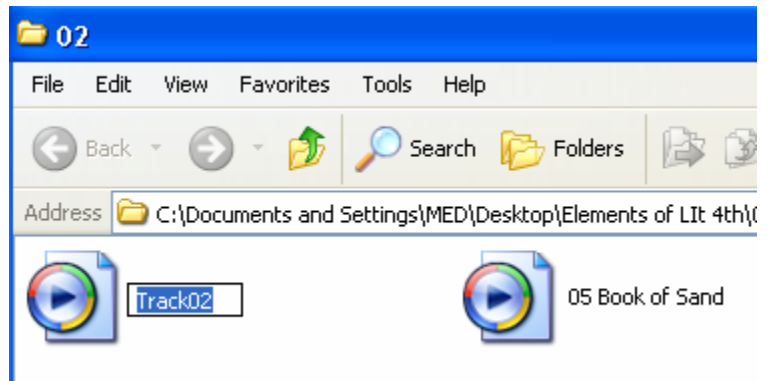 02
File Edit View Favorites Tools Help
Back Search Folders
Address C:\Documents and Settings\MED\Desktop\Elements of LIt 4th\0
Track02 05 Book of Sand